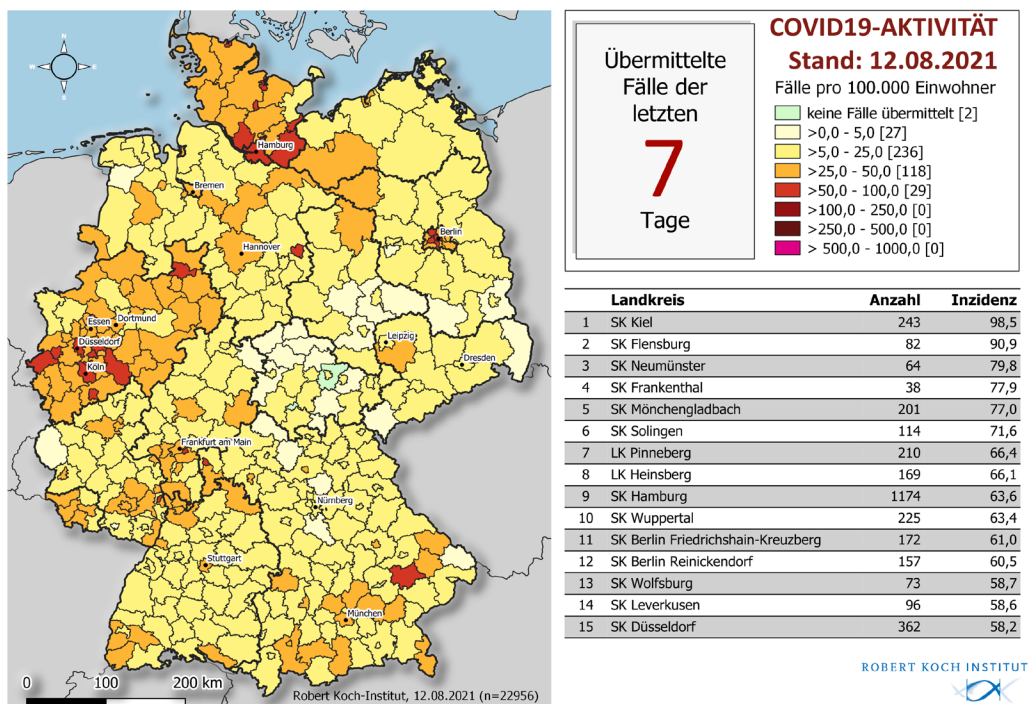 N
W
E
S
Hamburg
Bremen
Berlin
Hannover
Essen
Dortmund
Düsseldorf
Köln
Leipzig
Dresden
Frankfurt am Main
Nürnberg
Stuttgart
München
0 100 200 km
Robert Koch-Institut, 12.08.2021 (n=22956)
Übermittelte
Fälle der
letzten
7
Tage
COVID19-AKTIVITÄT
Stand: 12.08.2021
Fälle pro 100.000 Einwohner
keine Fälle übermittelt [2]
>0,0 - 5,0 [27]
>5,0 - 25,0 [236]
>25,0 - 50,0 [118]
>50,0 - 100,0 [29]
>100,0 - 250,0 [0]
>250,0 - 500,0 [0]
> 500,0 - 1000,0 [0]
Landkreis Anzahl Inzidenz
1 SK Kiel 243 98,5
2 SK Flensburg 82 90,9
3 SK Neumünster 64 79,8
4 SK Frankenthal 38 77,9
5 SK Mönchengladbach 201 77,0
6 SK Solingen 114 71,6
7 LK Pinneberg 210 66,4
8 LK Heinsberg 169 66,1
9 SK Hamburg 1174 63,6
10 SK Wuppertal 225 63,4
11 SK Berlin Friedrichshain-Kreuzberg 172 61,0
12 SK Berlin Reinickendorf 157 60,5
13 SK Wolfsburg 73 58,7
14 SK Leverkusen 96 58,6
15 SK Düsseldorf 362 58,2
ROBERT KOCH INSTITUT